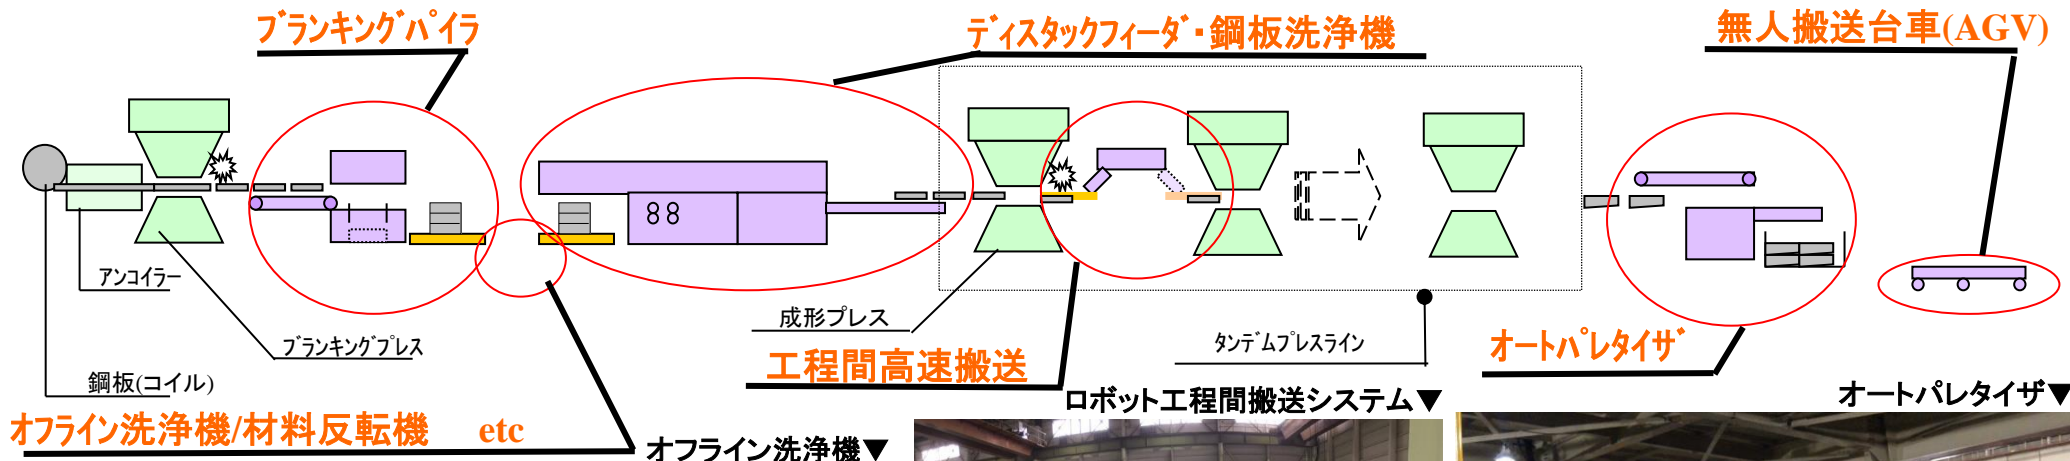 ﾌﾞﾗﾝｷﾝｸﾞﾊﾟｲﾗ
ﾃﾞｨｽﾀｯｸﾌｨｰﾀﾞ・鋼板洗浄機
無人搬送台車(AGV)
ｱﾝｺｲﾗｰ
ﾌﾞﾗﾝｷﾝｸﾞﾌﾟﾚｽ
鋼板(コイル)
成形プレス
ﾀﾝﾃﾞﾑﾌﾟﾚｽﾗｲﾝ
工程間高速搬送
オートﾊﾟﾚﾀｲｻﾞ
ロボット工程間搬送システム▼
オートパレタイザ▼
オフライン洗浄機/材料反転機 etc
オフライン洗浄機▼